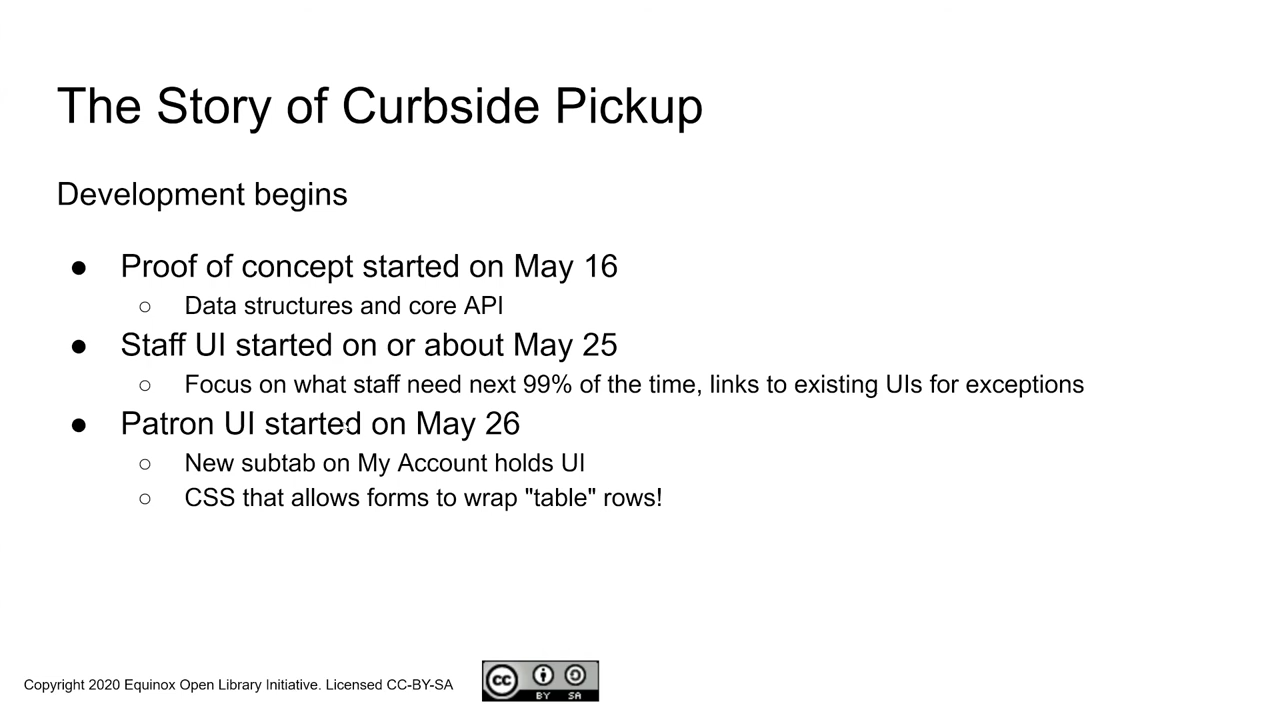 The Story of Curbside Pickup
Development begins
● Proof of concept started on May 16
○ Data structures and core API
● Staff UI started on or about May 25
○ Focus on what staff need next 99% of the time, links to existing UIs for exceptions
● Patron UI started on May 26
○ New subtab on My Account holds UI
○ CSS that allows forms to wrap "table" rows!
Copyright 2020 Equinox Open Library Initiative. Licensed CC-BY-SA
cc
BY SA